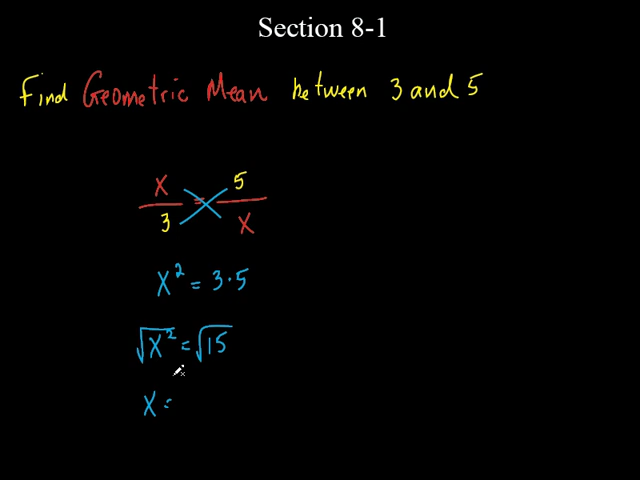 Section 8-1
Find Geometric Mean between 3 and 5
x/3 = 5/x
x² = 3·5
√x² = √15
x =